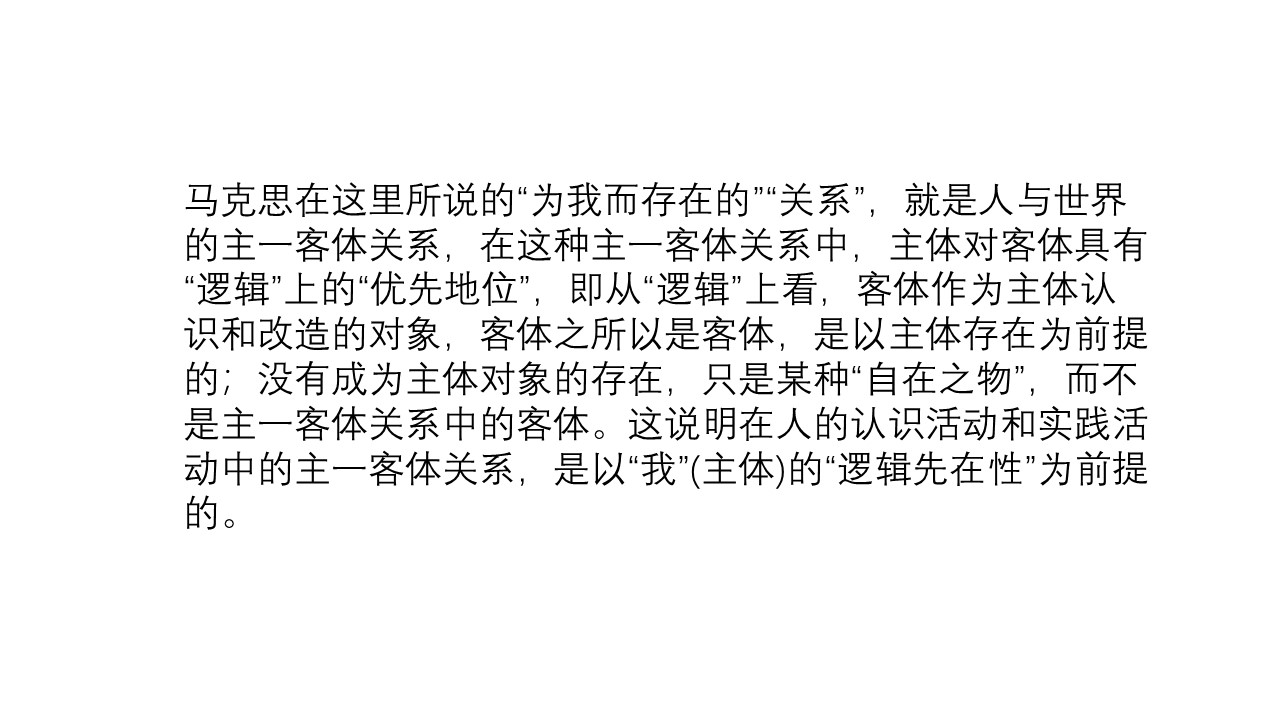 马克思在这里所说的“为我而存在的”“关系”，就是人与世界
的主一客体关系，在这种主一客体关系中，主体对客体具有
“逻辑”上的“优先地位”，即从“逻辑”上看，客体作为主体认
识和改造的对象，客体之所以是客体，是以主体存在为前提
的；没有成为主体对象的存在，只是某种“自在之物”，而不
是主一客体关系中的客体。这说明在人的认识活动和实践活
动中的主一客体关系，是以“我”(主体)的“逻辑先在性”为前提
的。